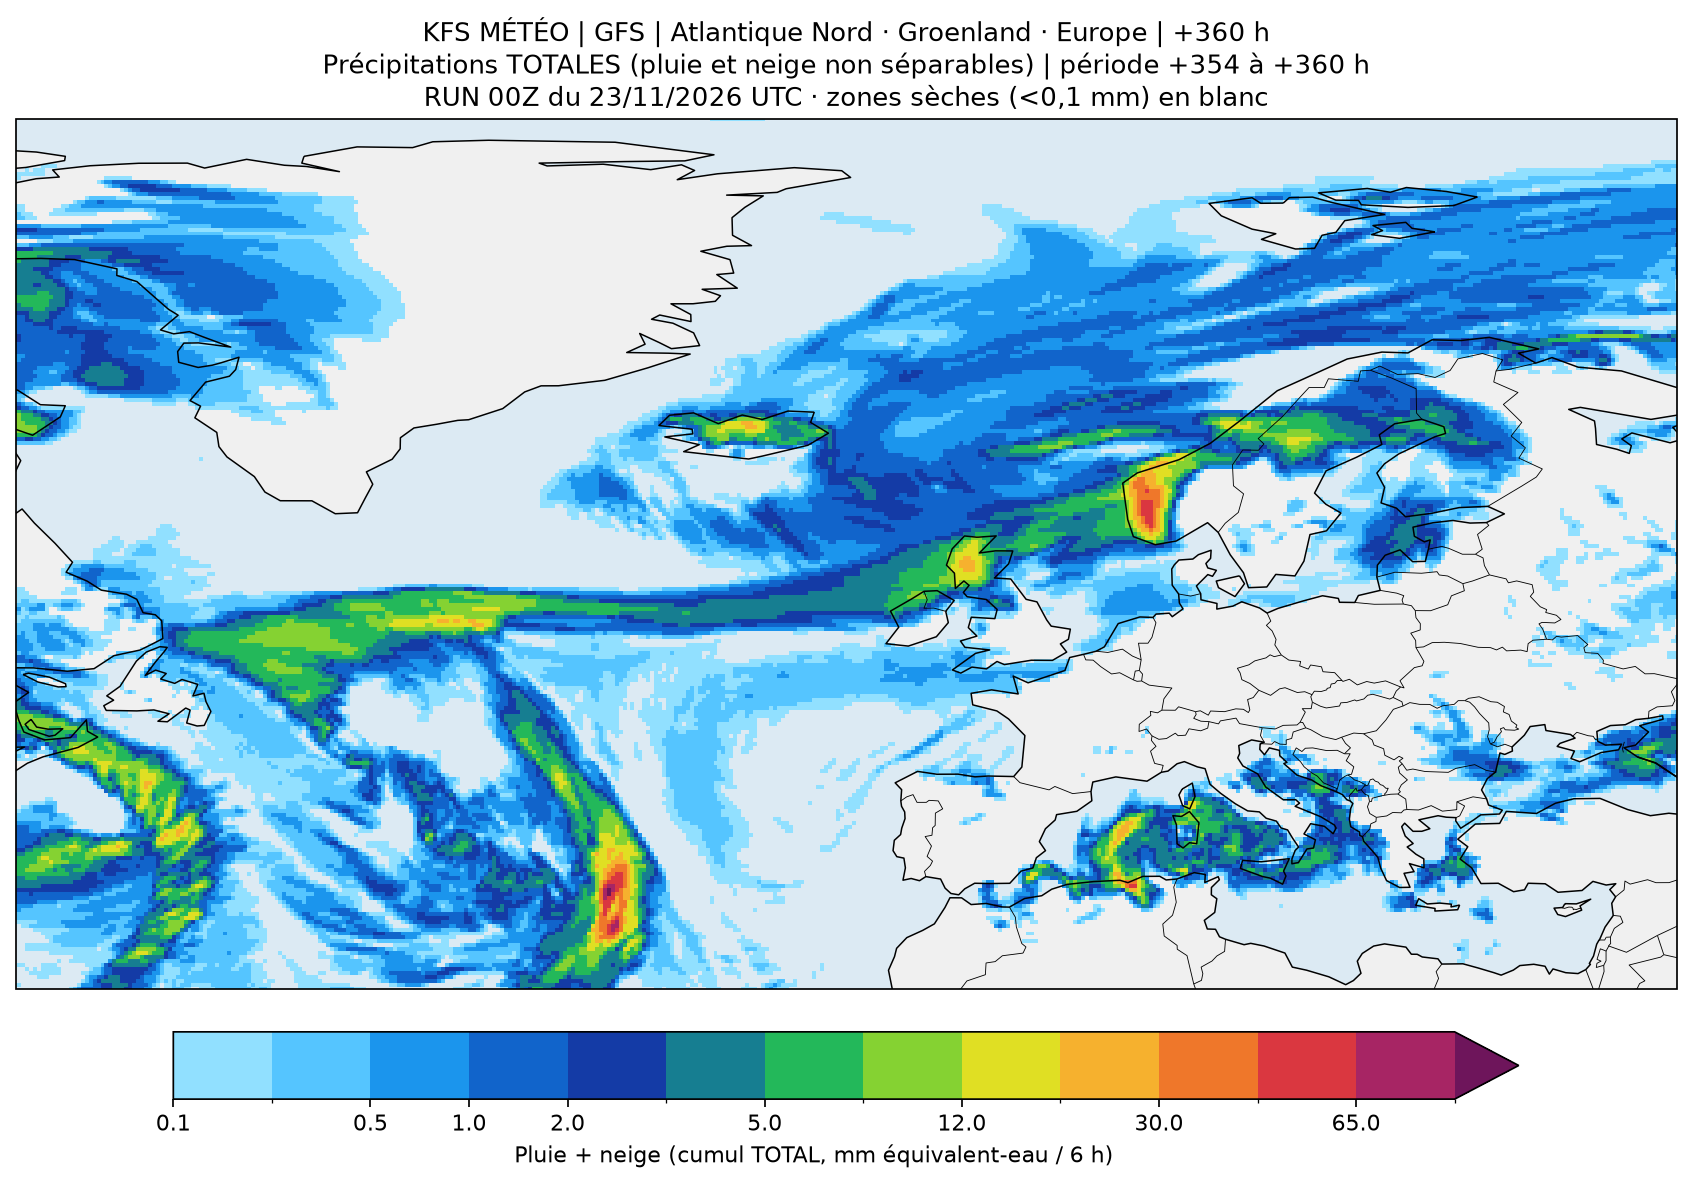 KFS MÉTÉO | GFS | Atlantique Nord · Groenland · Europe | +360 h
Précipitations TOTALES (pluie et neige non séparables) | période +354 à +360 h
RUN 00Z du 23/11/2026 UTC · zones sèches (<0,1 mm) en blanc
0.1 0.5 1.0 2.0 5.0 12.0 30.0 65.0
Pluie + neige (cumul TOTAL, mm équivalent-eau / 6 h)